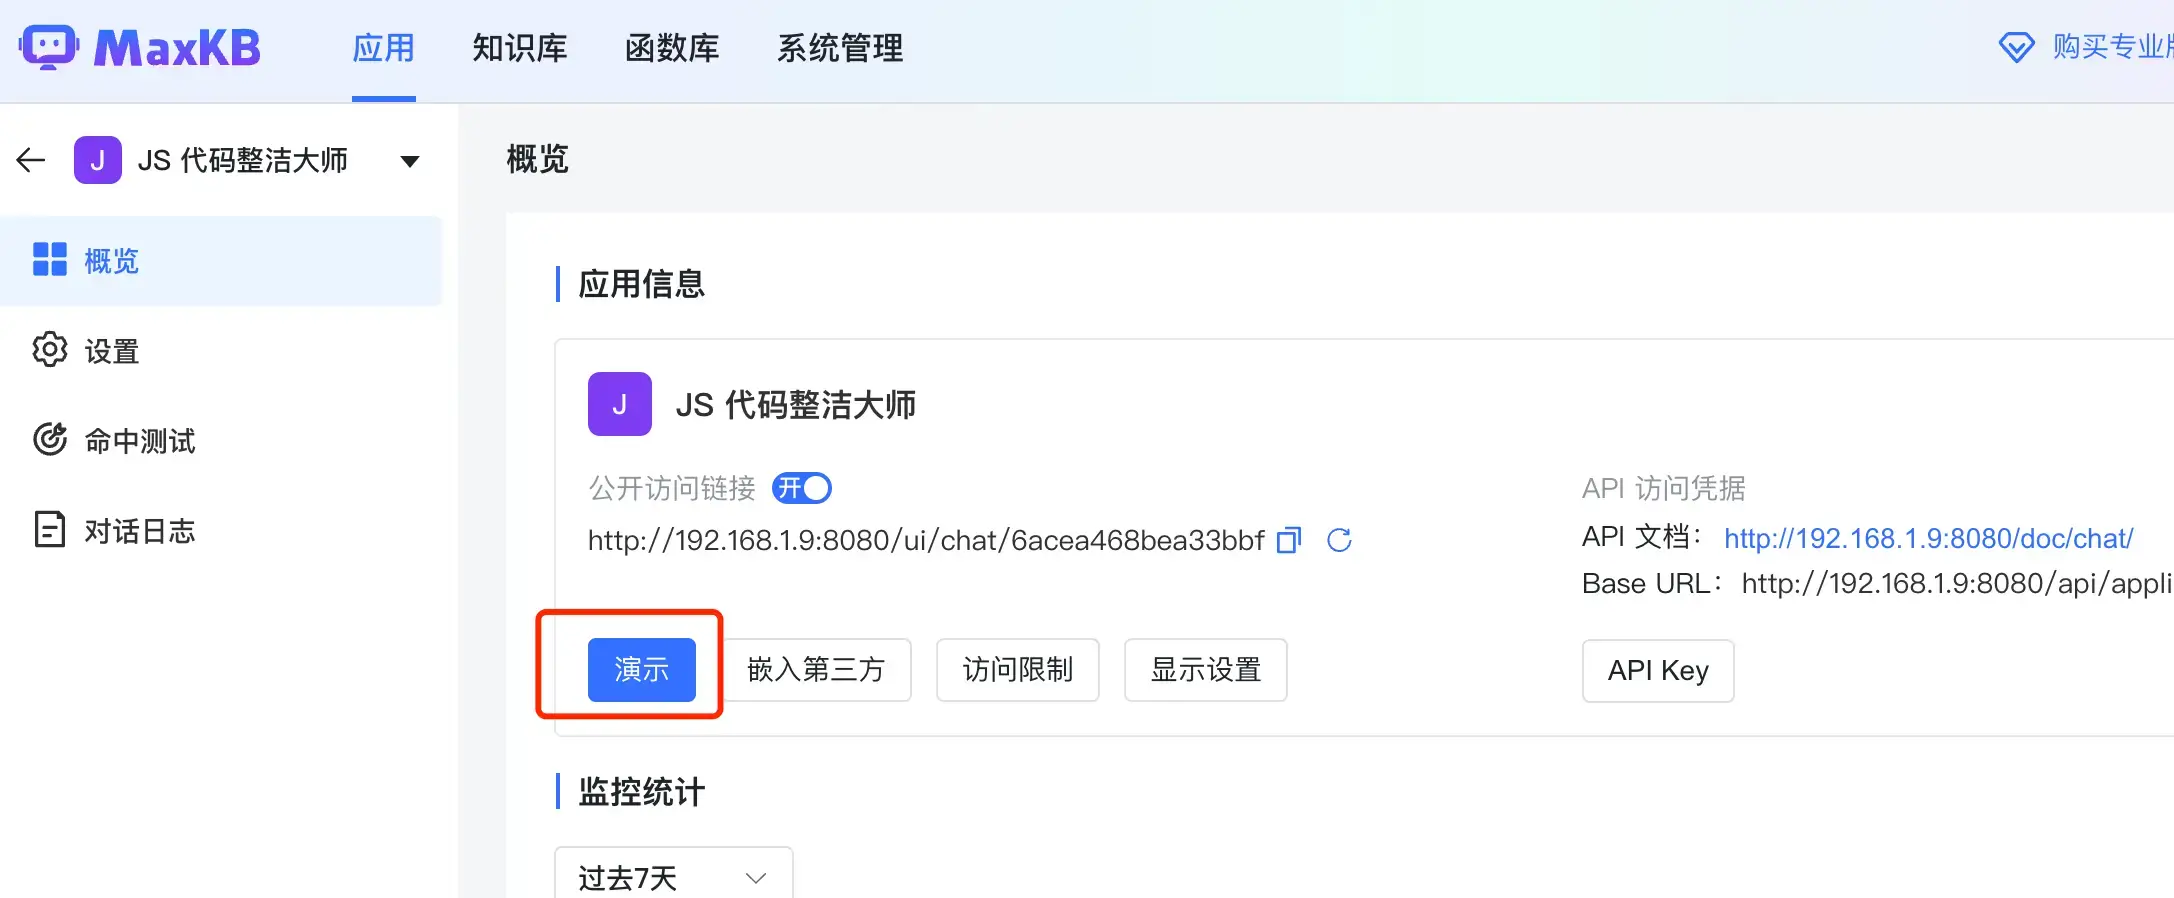 MaxKB 应用 知识库 函数库 系统管理 购买专业版
J JS 代码整洁大师
概览
设置
命中测试
对话日志
概览
应用信息
J JS 代码整洁大师
公开访问链接 开
http://192.168.1.9:8080/ui/chat/6acea468bea33bbf
演示 嵌入第三方 访问限制 显示设置
API 访问凭据
API 文档： http://192.168.1.9:8080/doc/chat/
Base URL： http://192.168.1.9:8080/api/appli
API Key
监控统计
过去7天